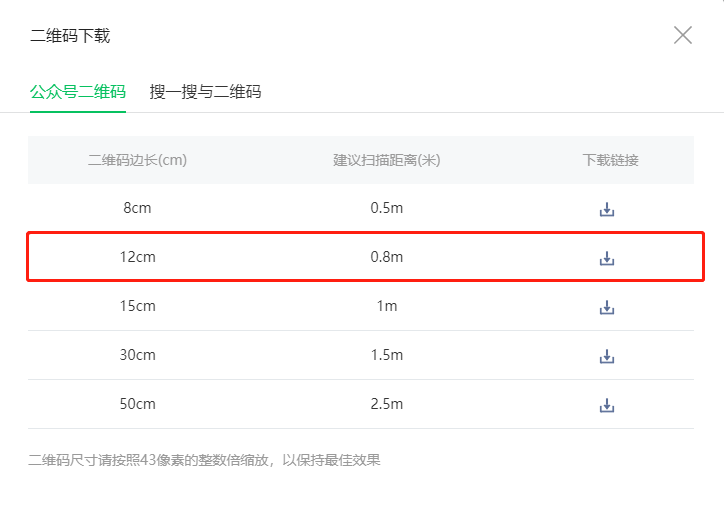 二维码下载
公众号二维码 搜一搜与二维码
二维码边长(cm) 建议扫描距离(米) 下载链接
8cm 0.5m
12cm 0.8m
15cm 1m
30cm 1.5m
50cm 2.5m
二维码尺寸请按照43像素的整数倍缩放，以保持最佳效果